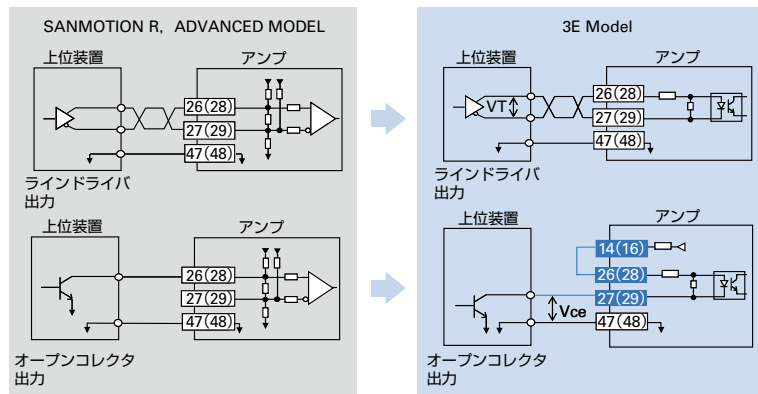 SANMOTION R, ADVANCED MODEL
上位装置
アンプ
26(28)
27(29)
47(48)
ラインドライバ
出力
上位装置
アンプ
26(28)
27(29)
47(48)
オープンコレクタ
出力
3E Model
上位装置
アンプ
VT
26(28)
27(29)
47(48)
ラインドライバ
出力
上位装置
アンプ
14(16)
26(28)
27(29)
Vce
47(48)
オープンコレクタ
出力